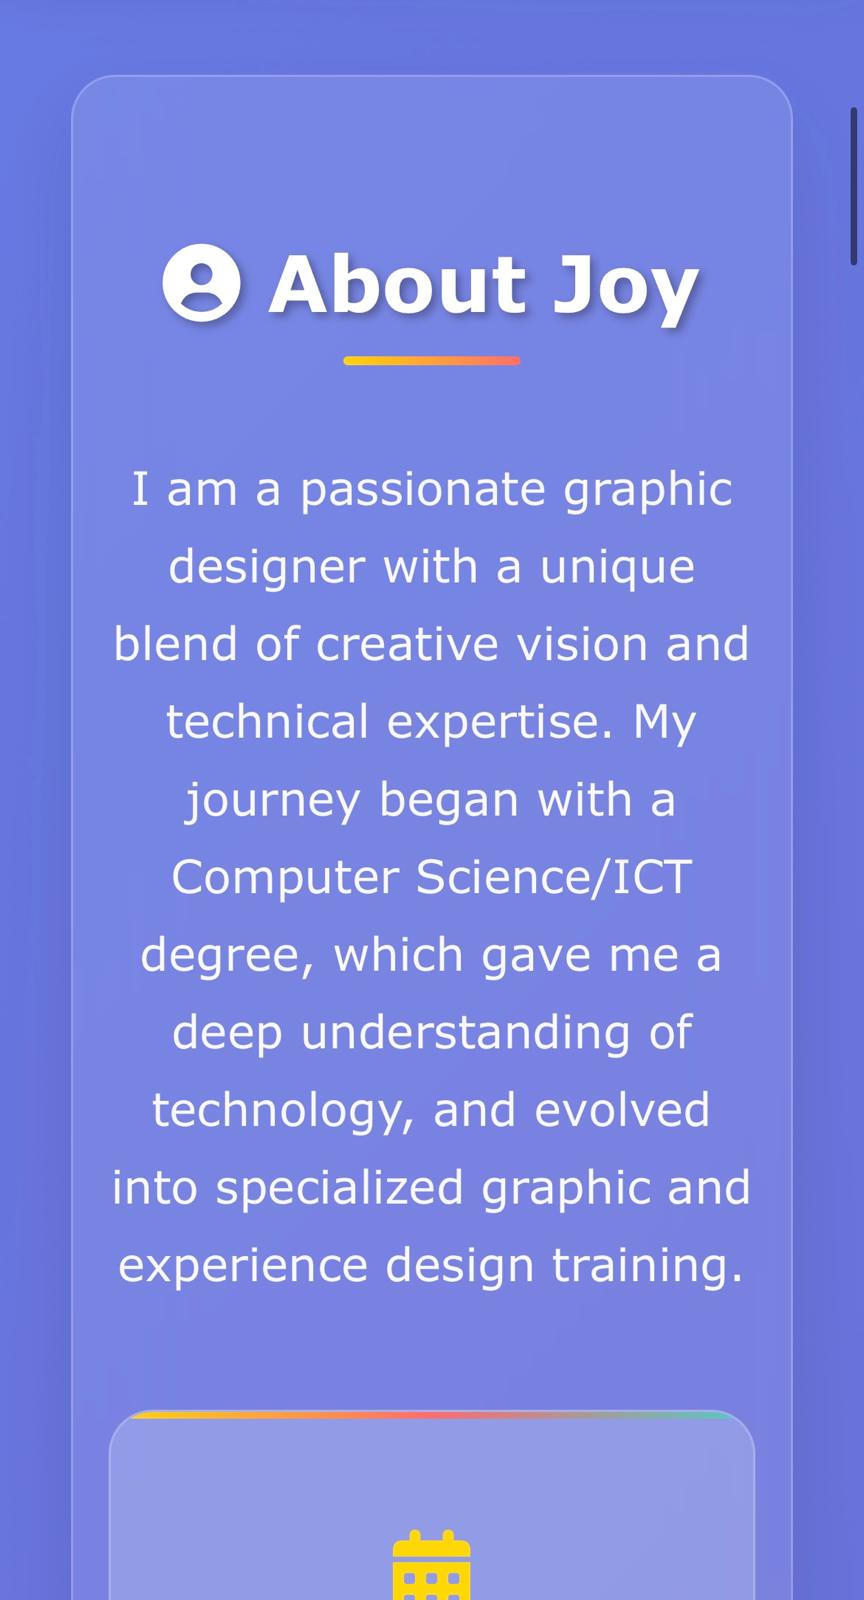 About Joy
I am a passionate graphic
designer with a unique
blend of creative vision and
technical expertise. My
journey began with a
Computer Science/ICT
degree, which gave me a
deep understanding of
technology, and evolved
into specialized graphic and
experience design training.